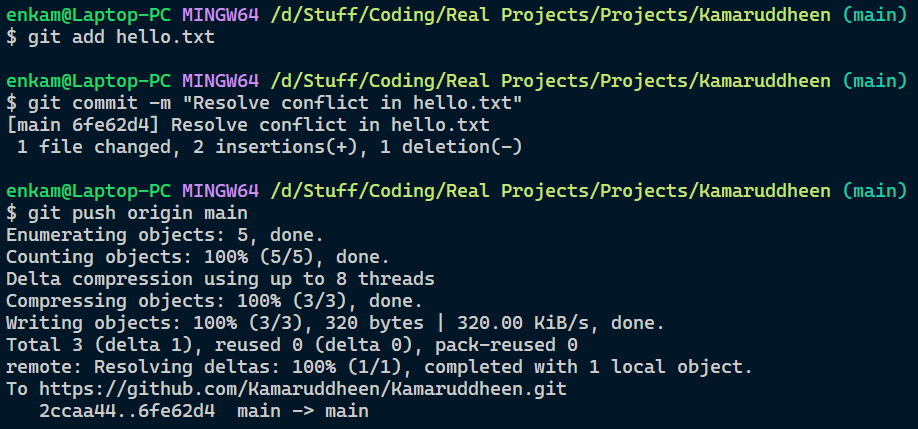 enkam@Laptop-PC MINGW64 /d/Stuff/Coding/Real Projects/Projects/Kamaruddheen (main)
$ git add hello.txt
enkam@Laptop-PC MINGW64 /d/Stuff/Coding/Real Projects/Projects/Kamaruddheen (main)
$ git commit -m "Resolve conflict in hello.txt"
[main 6fe62d4] Resolve conflict in hello.txt
 1 file changed, 2 insertions(+), 1 deletion(-)
enkam@Laptop-PC MINGW64 /d/Stuff/Coding/Real Projects/Projects/Kamaruddheen (main)
$ git push origin main
Enumerating objects: 5, done.
Counting objects: 100% (5/5), done.
Delta compression using up to 8 threads
Compressing objects: 100% (3/3), done.
Writing objects: 100% (3/3), 320 bytes | 320.00 KiB/s, done.
Total 3 (delta 1), reused 0 (delta 0), pack-reused 0
remote: Resolving deltas: 100% (1/1), completed with 1 local object.
To https://github.com/Kamaruddheen/Kamaruddheen.git
   2ccaa44..6fe62d4  main -> main